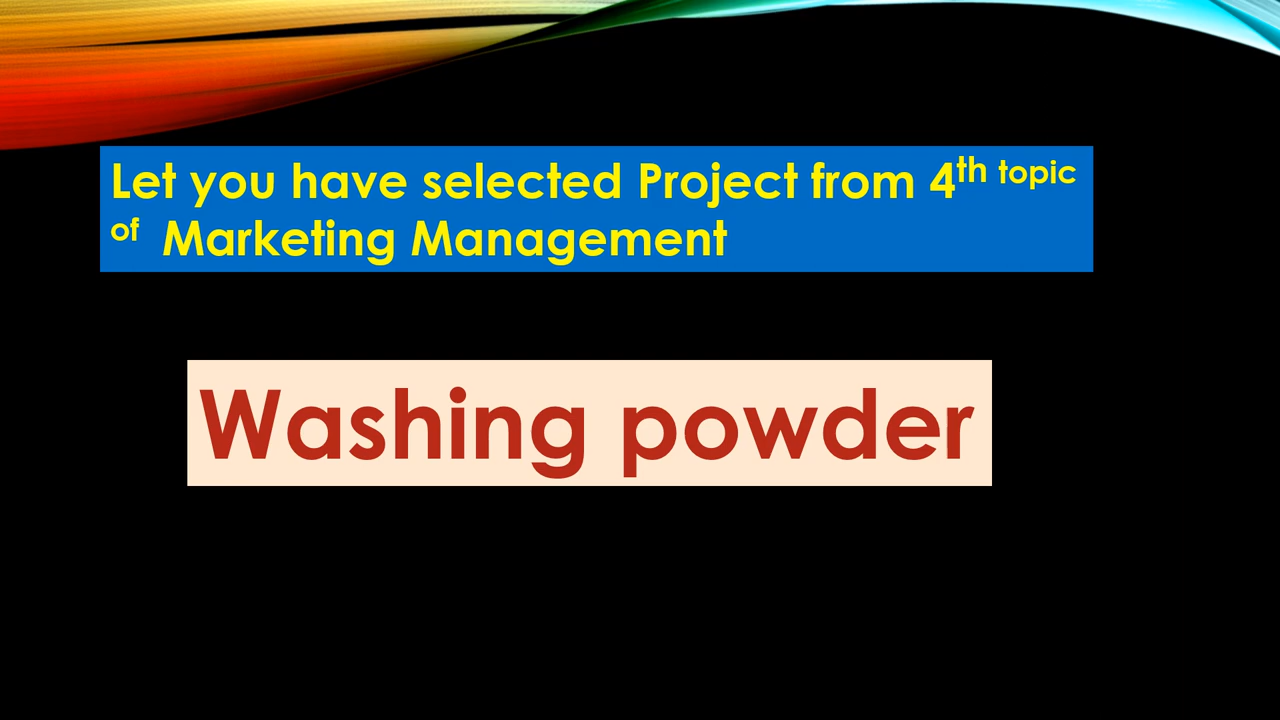 Let you have selected Project from 4th topic
of Marketing Management
Washing powder